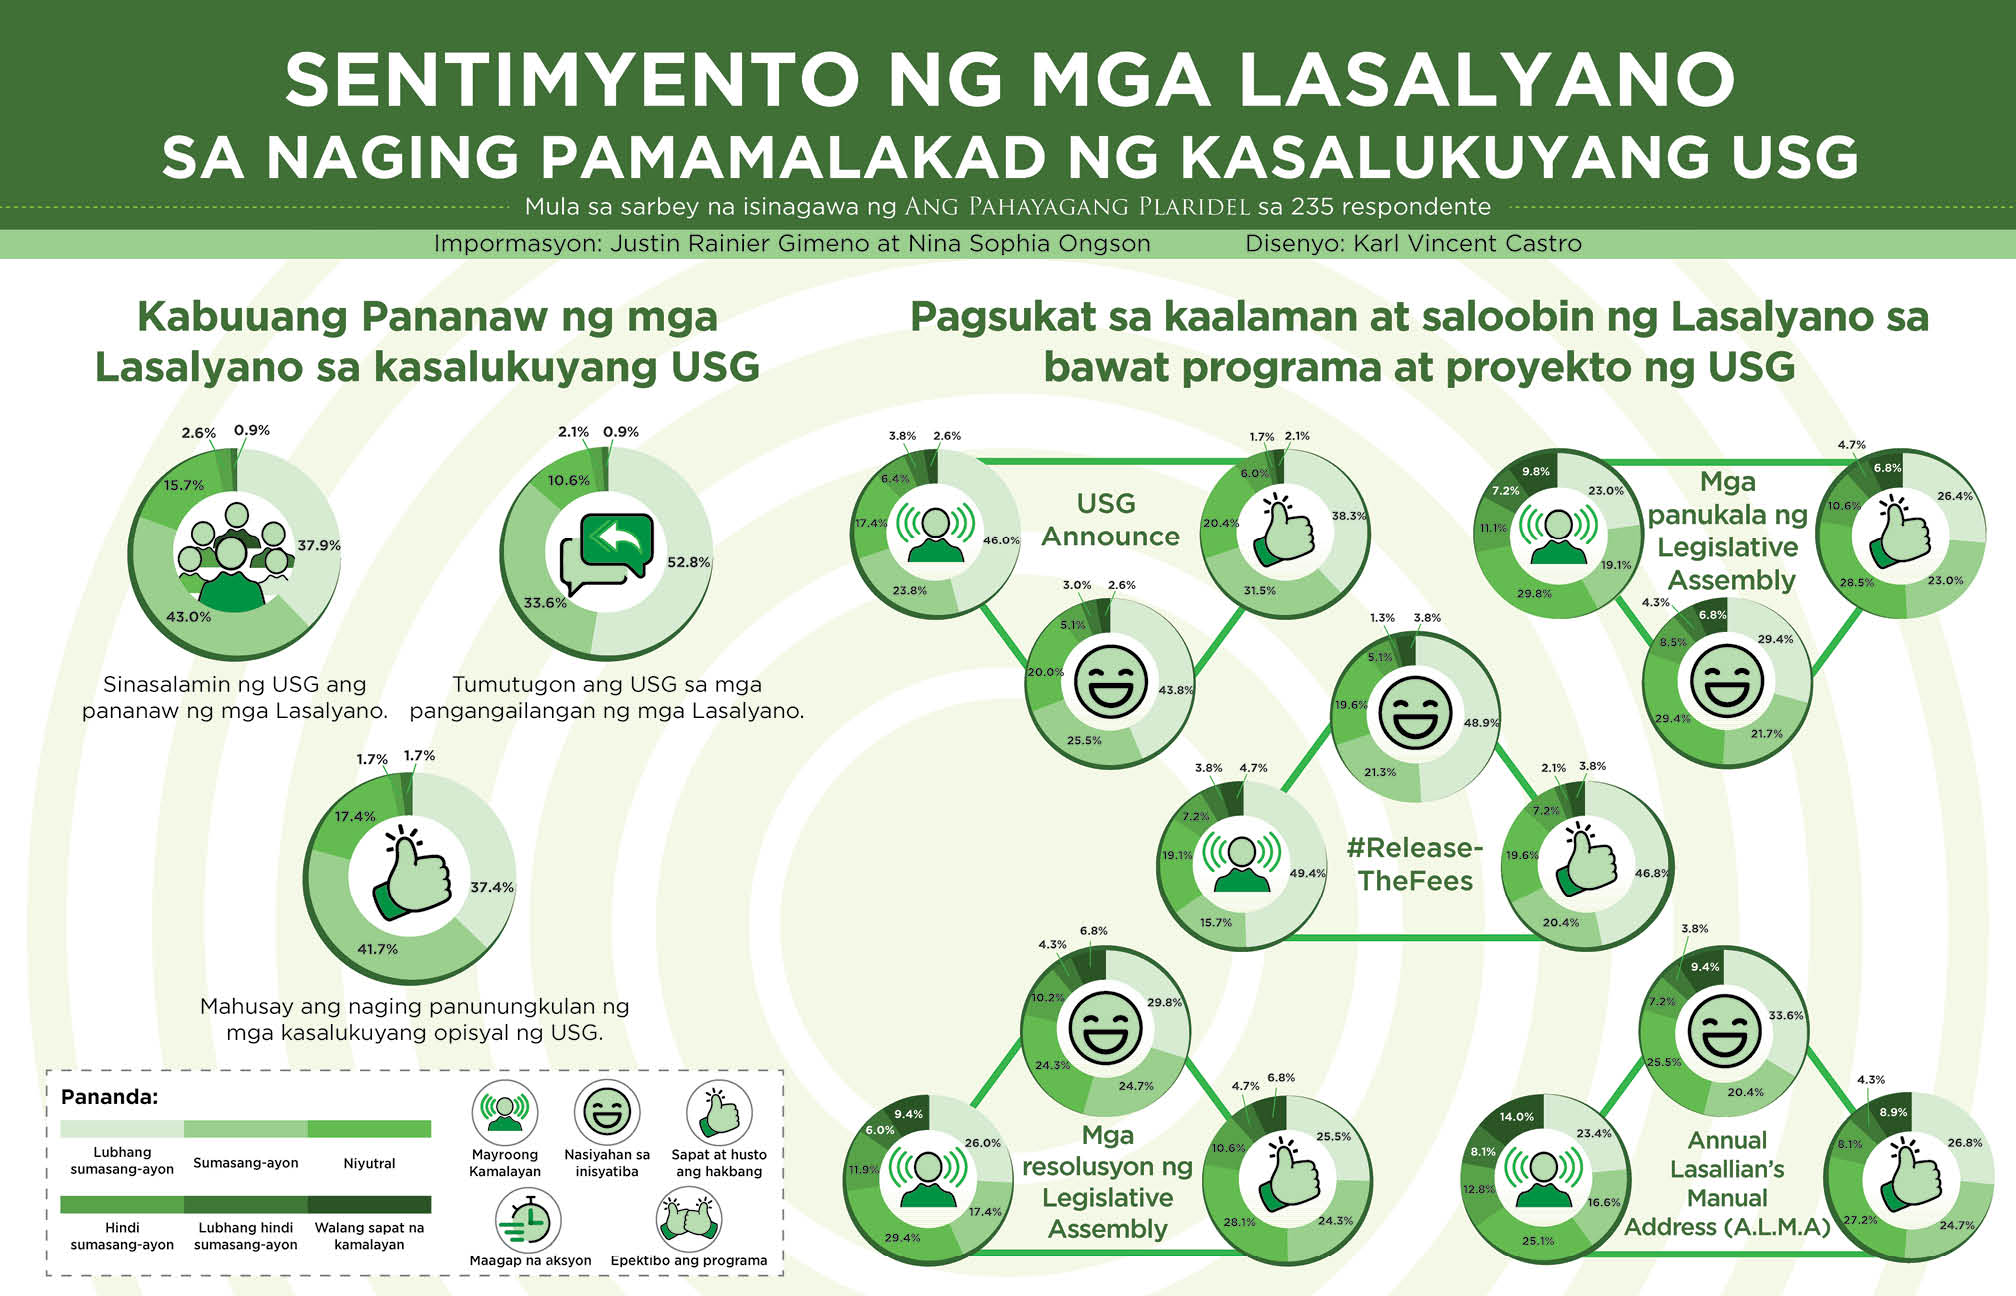 SENTIMYENTO NG MGA LASALYANO
SA NAGING PAMAMALAKAD NG KASALUKUYANG USG
Mula sa sarbey na isinagawa ng ANG PAHAYAGANG PLARIDEL sa 235 respondente
Impormasyon: Justin Rainier Gimeno at Nina Sophia Ongson
Disenyo: Karl Vincent Castro
Kabuuang Pananaw ng mga
Lasalyano sa kasalukuyang USG
2.6% 0.9%
15.7%
37.9%
43.0%
Sinasalamin ng USG ang
pananaw ng mga Lasalyano.
2.1% 0.9%
10.6%
52.8%
33.6%
Tumutugon ang USG sa mga
pangangailangan ng mga Lasalyano.
1.7% 1.7%
17.4%
37.4%
41.7%
Mahusay ang naging panunungkulan ng
mga kasalukuyang opisyal ng USG.
Pananda:
Lubhang
sumasang-ayon
Sumasang-ayon
Niyutral
Hindi
sumasang-ayon
Lubhang hindi
sumasang-ayon
Walang sapat na
kamalayan
Mayroong
Kamalayan
Nasiyahan sa
inisyatiba
Sapat at husto
ang hakbang
Maagap na aksyon
Epektibo ang programa
Pagsukat sa kaalaman at saloobin ng Lasalyano sa
bawat programa at proyekto ng USG
USG
Announce
3.8% 2.6%
6.4%
17.4%
46.0%
23.8%
1.7% 2.1%
6.0%
20.4%
38.3%
31.5%
3.0% 2.6%
5.1%
20.0%
43.8%
25.5%
Mga
panukala ng
Legislative
Assembly
9.8%
7.2%
23.0%
11.1%
19.1%
29.8%
4.7%
6.8%
26.4%
10.6%
28.5%
23.0%
4.3%
6.8%
8.5%
29.4%
29.4%
21.7%
#Release-
TheFees
1.3% 3.8%
5.1%
19.6%
48.9%
21.3%
3.8% 4.7%
7.2%
19.1%
49.4%
15.7%
2.1% 3.8%
7.2%
19.6%
46.8%
20.4%
Mga
resolusyon ng
Legislative
Assembly
4.3%
6.8%
10.2%
29.8%
24.3%
24.7%
9.4%
6.0%
26.0%
11.9%
17.4%
29.4%
4.7% 6.8%
10.6%
25.5%
28.1%
24.3%
Annual
Lasallian's
Manual
Address (A.L.M.A)
3.8%
9.4%
7.2%
33.6%
25.5%
20.4%
14.0%
8.1%
23.4%
12.8%
16.6%
25.1%
4.3%
8.9%
8.1%
26.8%
27.2%
24.7%